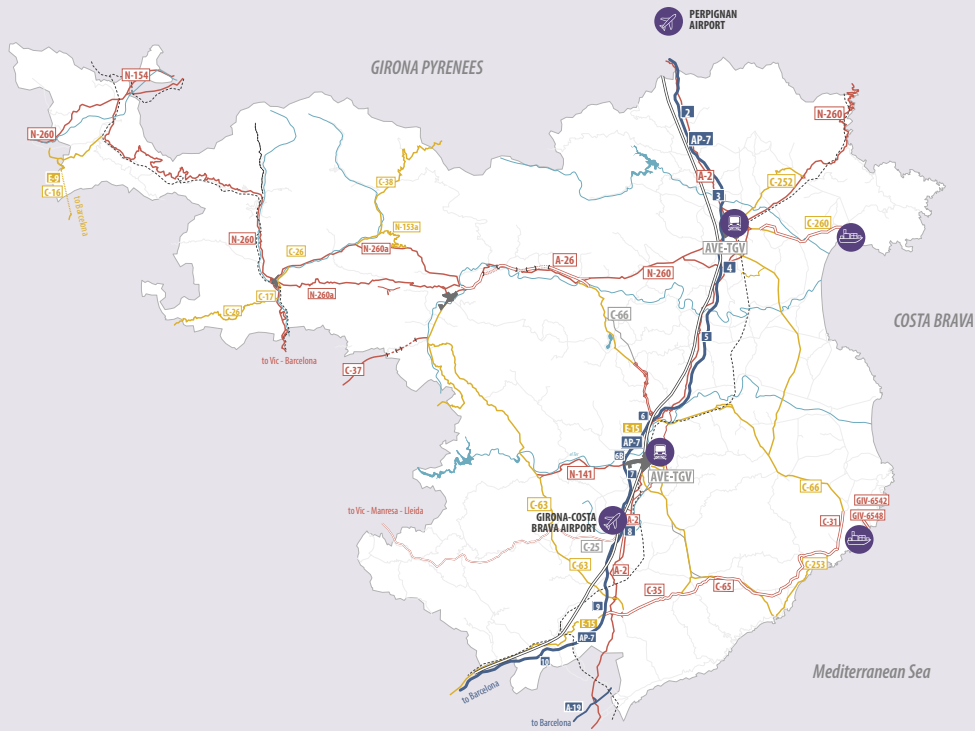 PERPIGNAN
AIRPORT
GIRONA PYRENEES
N-154
2
N-260
N-260
AP-7
E-9
C-16
to Barcelona
A-2
C-38
C-252
3
N-153a
C-260
N-260
N-260a
AVE-TGV
C-26
A-26
N-260
4
C-17
N-260a
C-26
C-66
COSTA BRAVA
5
to Vic - Barcelona
C-37
6
E-15
AP-7
6B
N-141
7
AVE-TGV
C-66
GIV-6542
C-63
to Vic - Manresa - Lleida
GIV-6548
GIRONA-COSTA
BRAVA AIRPORT
A-2
C-31
8
C-25
C-63
A-2
C-253
C-35
C-65
9
E-15
AP-7
10
Mediterranean Sea
to Barcelona
A-19
to Barcelona